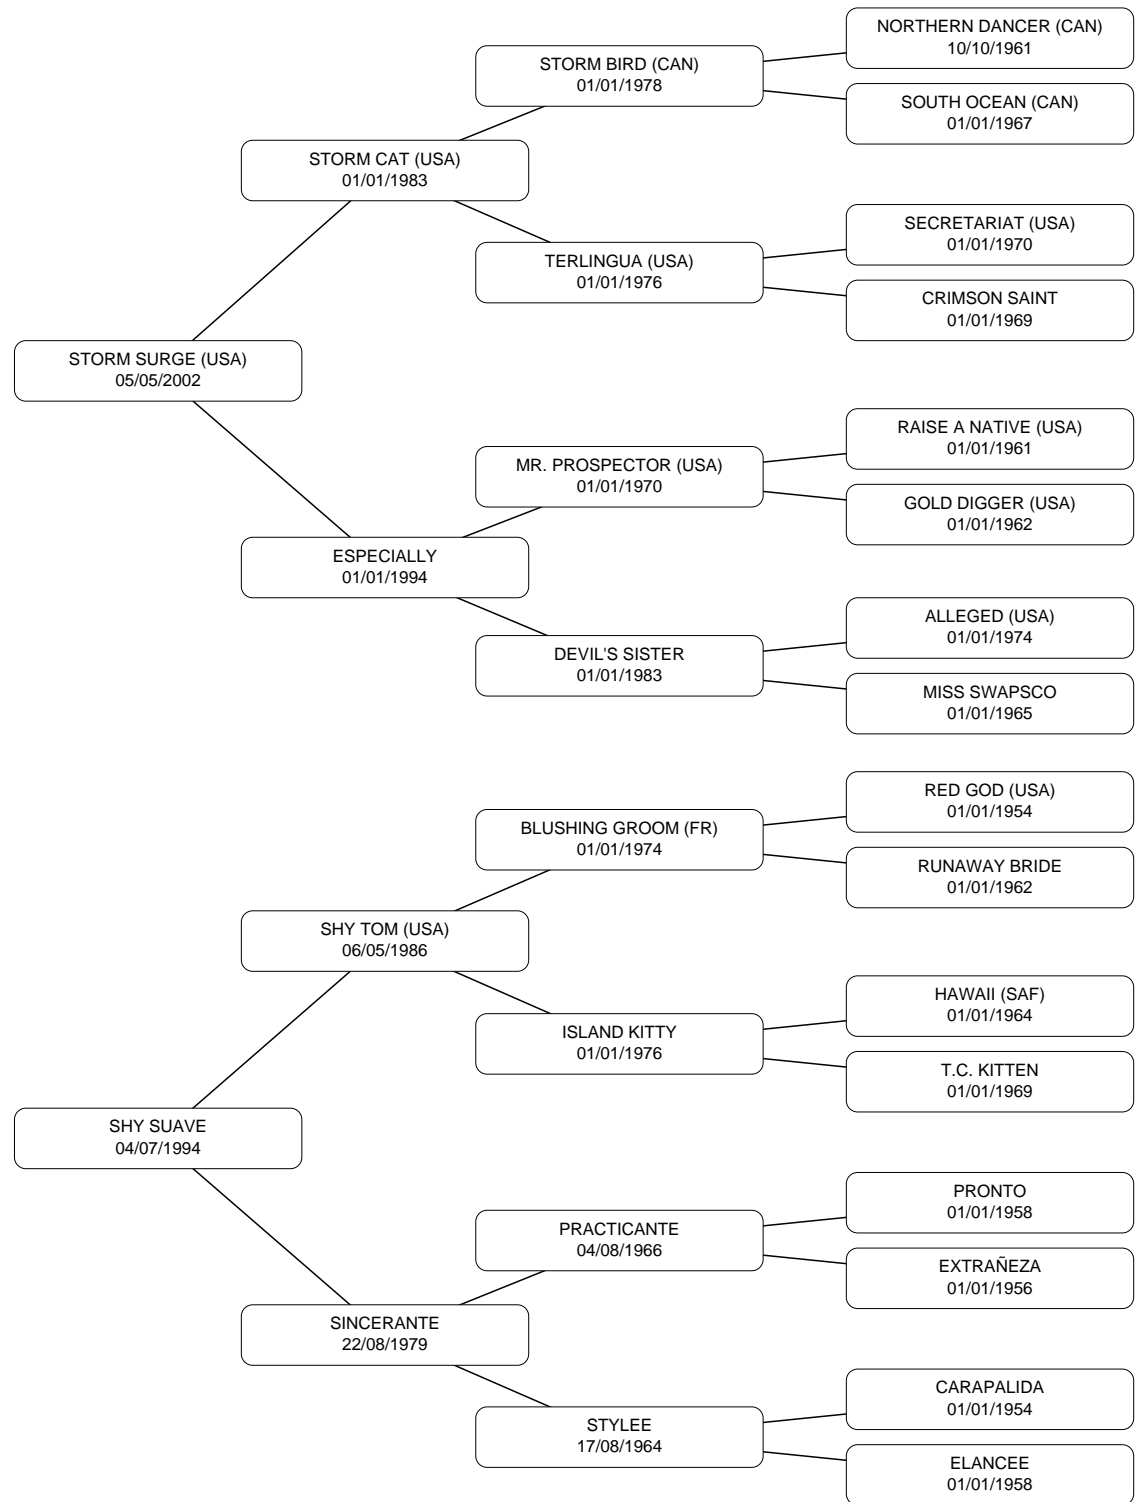 NORTHERN DANCER (CAN)
10/10/1961
STORM BIRD (CAN)
01/01/1978
SOUTH OCEAN (CAN)
01/01/1967
STORM CAT (USA)
01/01/1983
SECRETARIAT (USA)
01/01/1970
TERLINGUA (USA)
01/01/1976
CRIMSON SAINT
01/01/1969
STORM SURGE (USA)
05/05/2002
RAISE A NATIVE (USA)
01/01/1961
MR. PROSPECTOR (USA)
01/01/1970
GOLD DIGGER (USA)
01/01/1962
ESPECIALLY
01/01/1994
ALLEGED (USA)
01/01/1974
DEVIL'S SISTER
01/01/1983
MISS SWAPSCO
01/01/1965
RED GOD (USA)
01/01/1954
BLUSHING GROOM (FR)
01/01/1974
RUNAWAY BRIDE
01/01/1962
SHY TOM (USA)
06/05/1986
HAWAII (SAF)
01/01/1964
ISLAND KITTY
01/01/1976
T.C. KITTEN
01/01/1969
SHY SUAVE
04/07/1994
PRONTO
01/01/1958
PRACTICANTE
04/08/1966
EXTRAÑEZA
01/01/1956
SINCERANTE
22/08/1979
CARAPALIDA
01/01/1954
STYLEE
17/08/1964
ELANCEE
01/01/1958